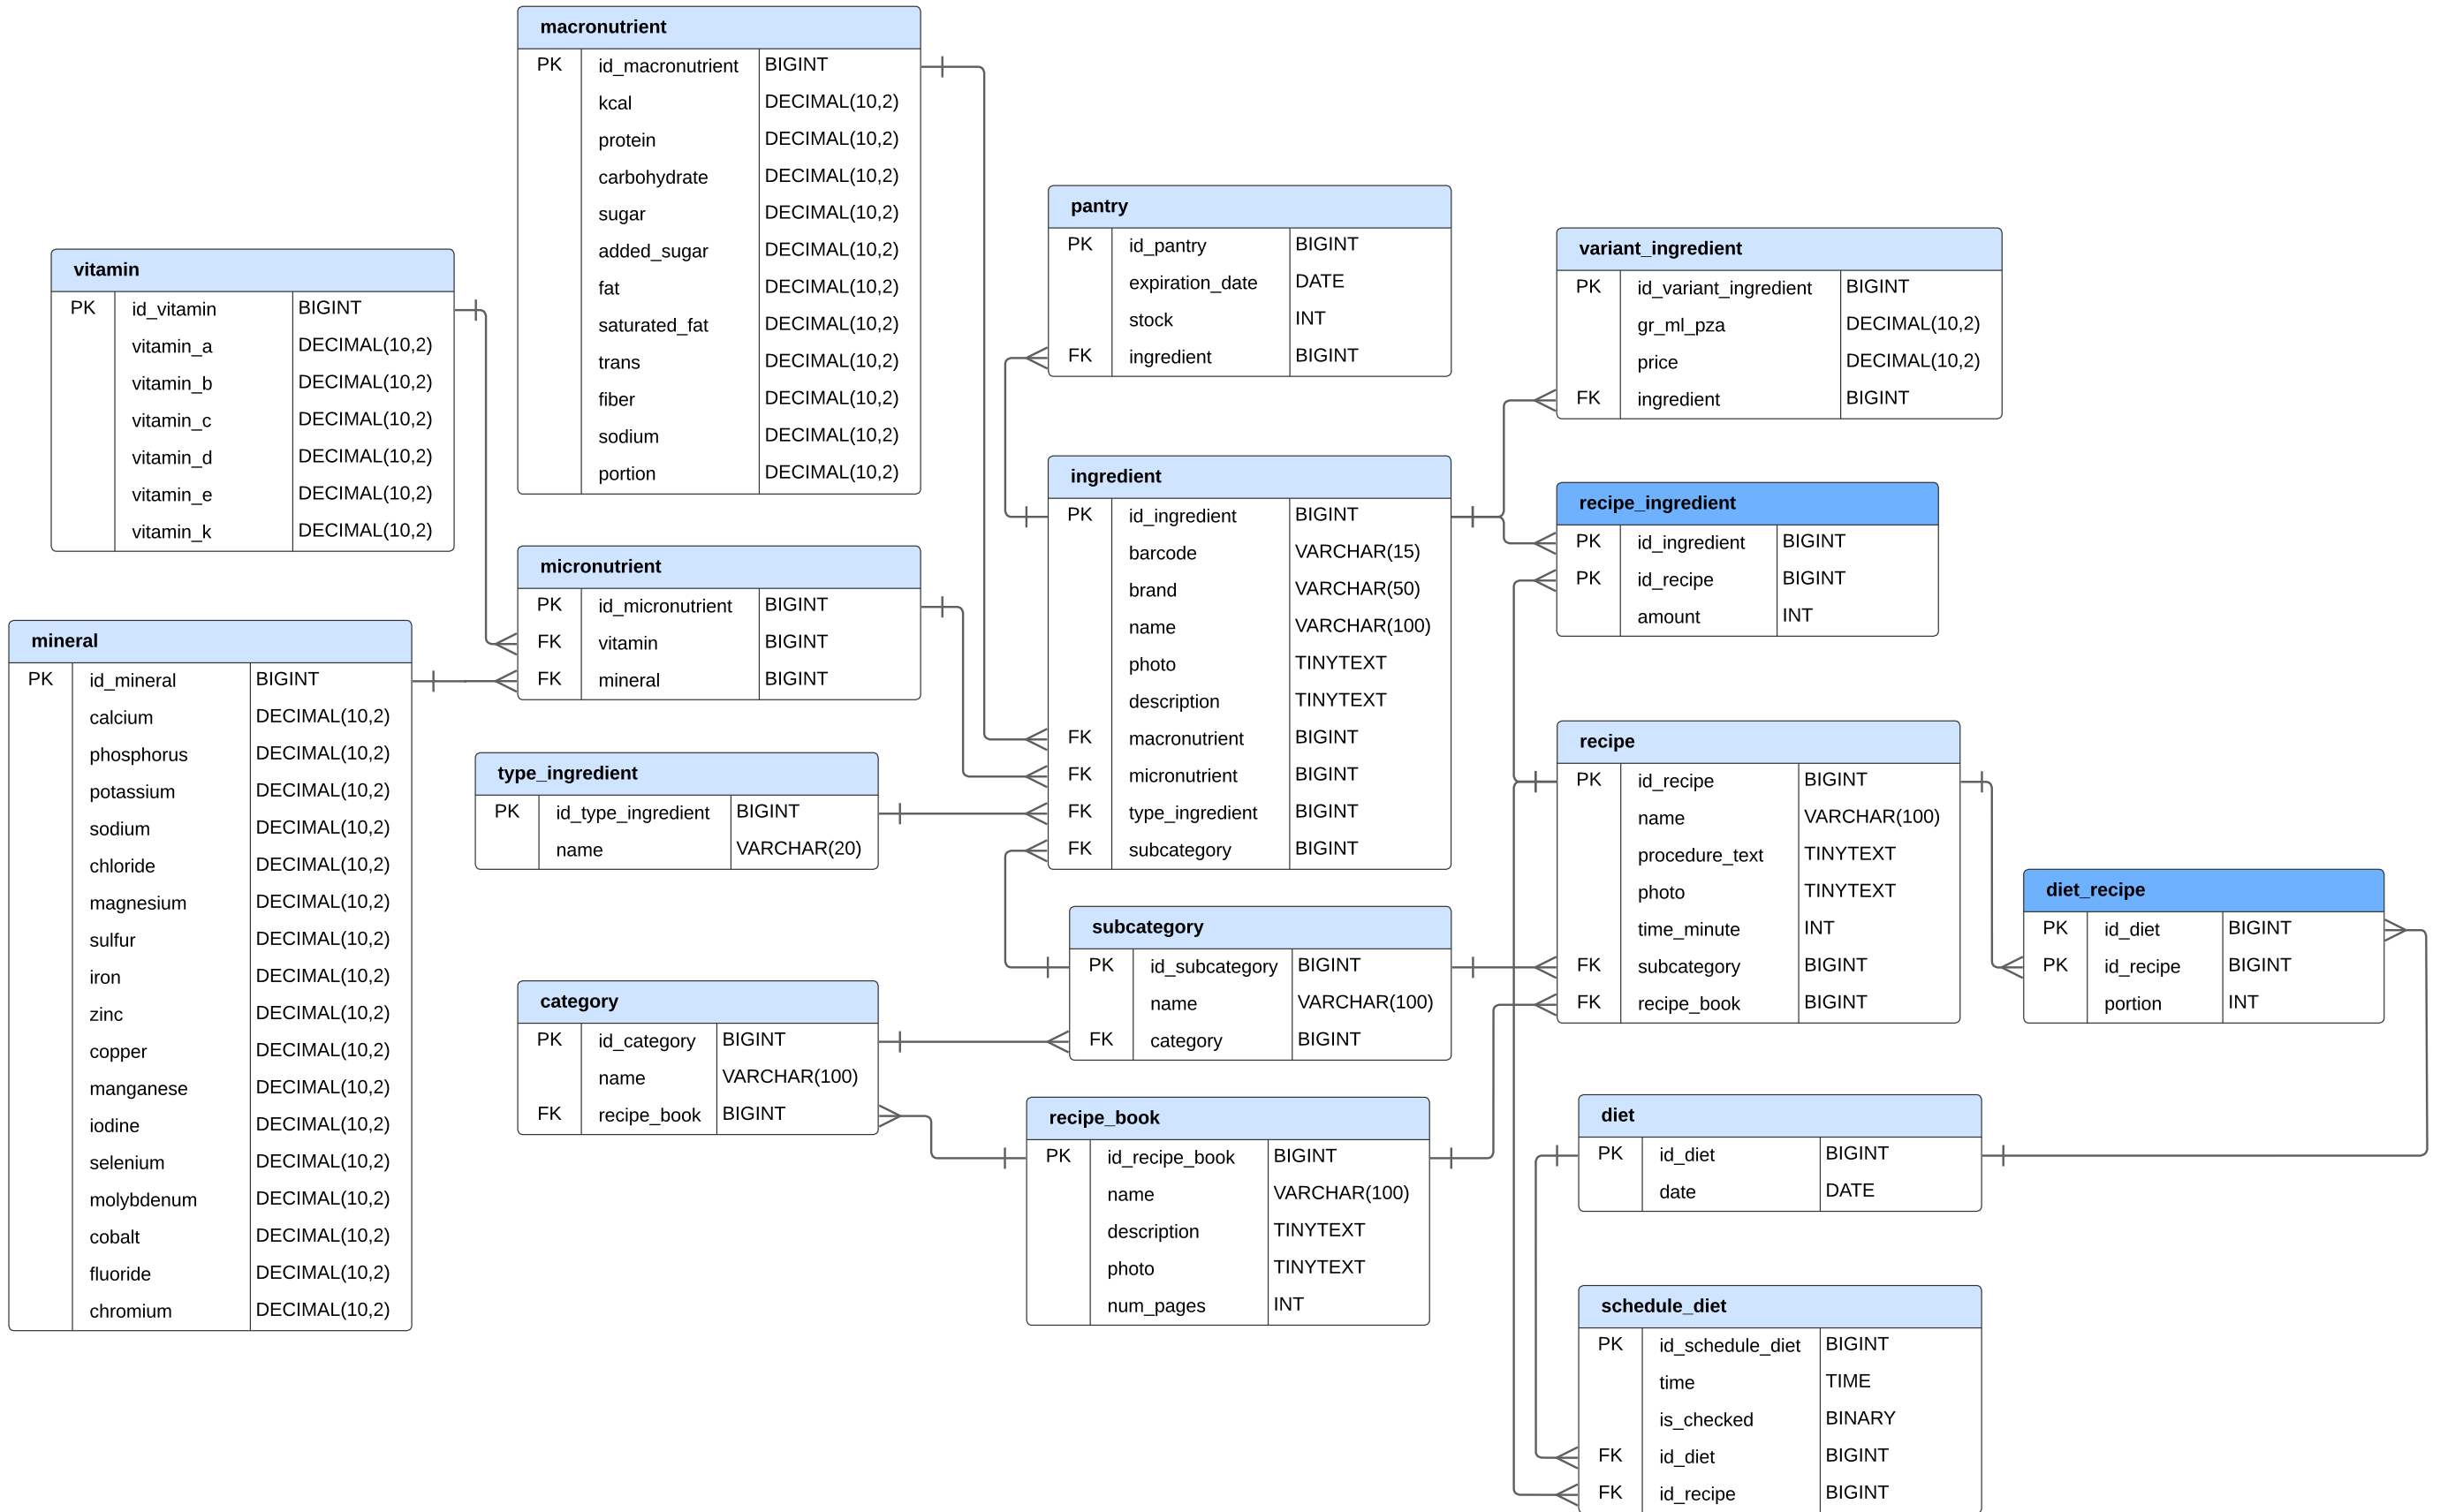 macronutrient
PK id_macronutrient BIGINT
kcal DECIMAL(10,2)
protein DECIMAL(10,2)
carbohydrate DECIMAL(10,2)
sugar DECIMAL(10,2)
added_sugar DECIMAL(10,2)
fat DECIMAL(10,2)
saturated_fat DECIMAL(10,2)
trans DECIMAL(10,2)
fiber DECIMAL(10,2)
sodium DECIMAL(10,2)
portion DECIMAL(10,2)
vitamin
PK id_vitamin BIGINT
vitamin_a DECIMAL(10,2)
vitamin_b DECIMAL(10,2)
vitamin_c DECIMAL(10,2)
vitamin_d DECIMAL(10,2)
vitamin_e DECIMAL(10,2)
vitamin_k DECIMAL(10,2)
micronutrient
PK id_micronutrient BIGINT
FK vitamin BIGINT
FK mineral BIGINT
mineral
PK id_mineral BIGINT
calcium DECIMAL(10,2)
phosphorus DECIMAL(10,2)
potassium DECIMAL(10,2)
sodium DECIMAL(10,2)
chloride DECIMAL(10,2)
magnesium DECIMAL(10,2)
sulfur DECIMAL(10,2)
iron DECIMAL(10,2)
zinc DECIMAL(10,2)
copper DECIMAL(10,2)
manganese DECIMAL(10,2)
iodine DECIMAL(10,2)
selenium DECIMAL(10,2)
molybdenum DECIMAL(10,2)
cobalt DECIMAL(10,2)
fluoride DECIMAL(10,2)
chromium DECIMAL(10,2)
type_ingredient
PK id_type_ingredient BIGINT
name VARCHAR(20)
category
PK id_category BIGINT
name VARCHAR(100)
FK recipe_book BIGINT
pantry
PK id_pantry BIGINT
expiration_date DATE
stock INT
FK ingredient BIGINT
ingredient
PK id_ingredient BIGINT
barcode VARCHAR(15)
brand VARCHAR(50)
name VARCHAR(100)
photo TINYTEXT
description TINYTEXT
FK macronutrient BIGINT
FK micronutrient BIGINT
FK type_ingredient BIGINT
FK subcategory BIGINT
subcategory
PK id_subcategory BIGINT
name VARCHAR(100)
FK category BIGINT
recipe_book
PK id_recipe_book BIGINT
name VARCHAR(100)
description TINYTEXT
photo TINYTEXT
num_pages INT
variant_ingredient
PK id_variant_ingredient BIGINT
gr_ml_pza DECIMAL(10,2)
price DECIMAL(10,2)
FK ingredient BIGINT
recipe_ingredient
PK id_ingredient BIGINT
PK id_recipe BIGINT
amount INT
recipe
PK id_recipe BIGINT
name VARCHAR(100)
procedure_text TINYTEXT
photo TINYTEXT
time_minute INT
FK subcategory BIGINT
FK recipe_book BIGINT
diet_recipe
PK id_diet BIGINT
PK id_recipe BIGINT
portion INT
diet
PK id_diet BIGINT
date DATE
schedule_diet
PK id_schedule_diet BIGINT
time TIME
is_checked BINARY
FK id_diet BIGINT
FK id_recipe BIGINT